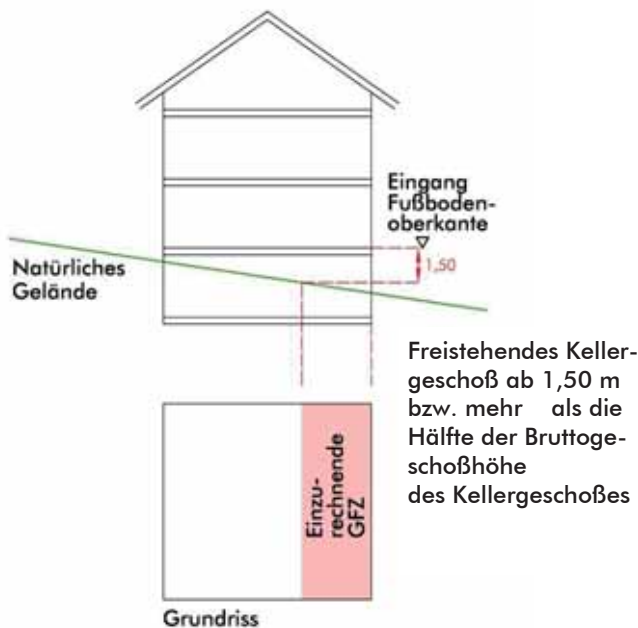 Eingang
Fußboden-
oberkante
1,50
Natürliches
Gelände
Freistehendes Keller-
geschoß ab 1,50 m
bzw. mehr als die
Hälfte der Bruttoge-
schoßhöhe
des Kellergeschoßes
Einzu-
rechnende
GFZ
Grundriss